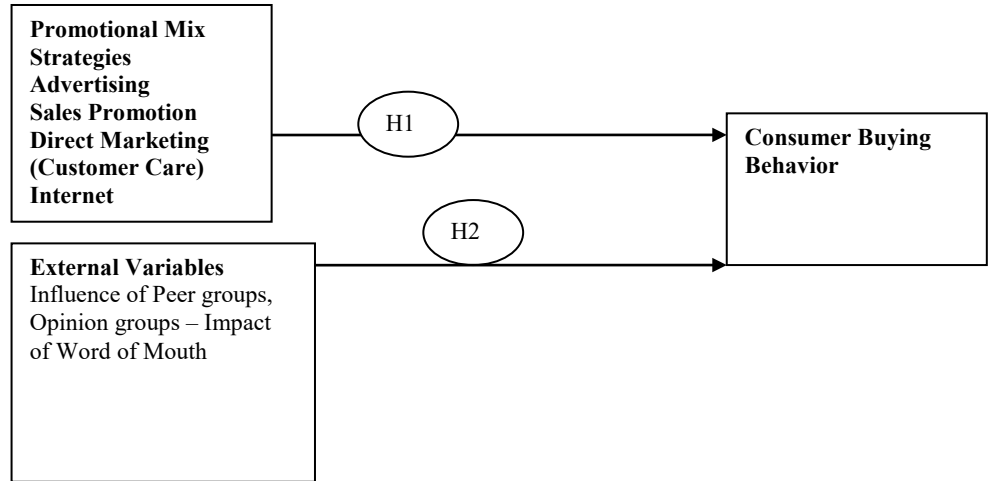 Promotional Mix
Strategies
Advertising
Sales Promotion
Direct Marketing
(Customer Care)
Internet
H1
Consumer Buying
Behavior
H2
External Variables
Influence of Peer groups,
Opinion groups – Impact
of Word of Mouth